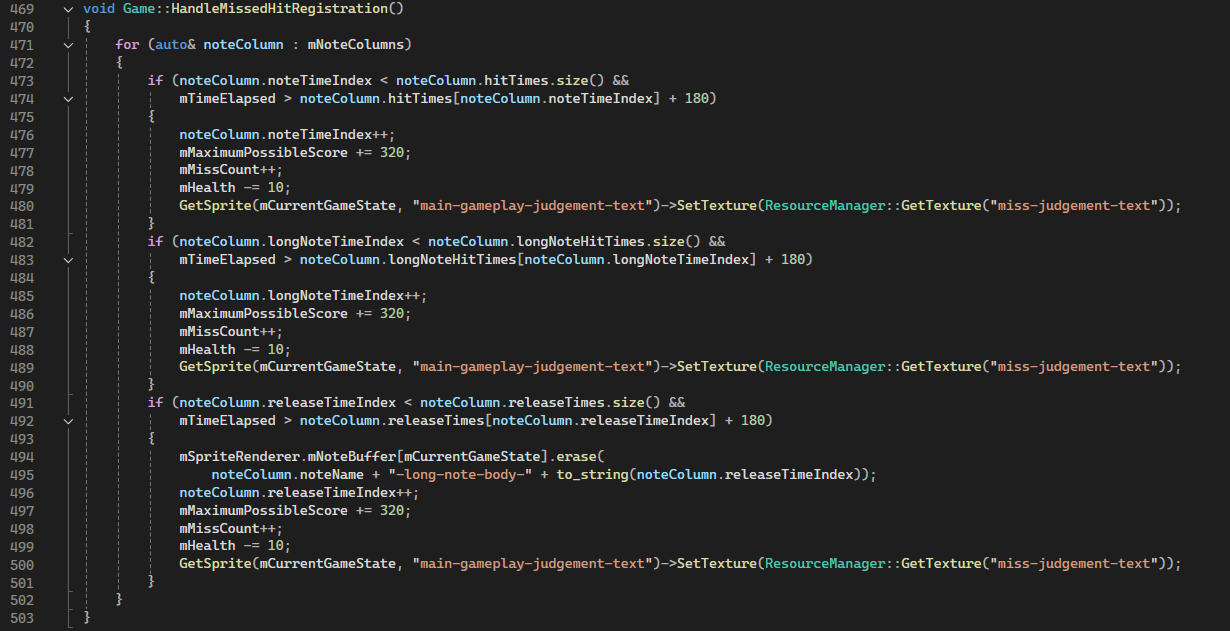 469 void Game::HandleMissedHitRegistration()
470 {
471 for (auto& noteColumn : mNoteColumns)
472 {
473 if (noteColumn.noteTimeIndex < noteColumn.hitTimes.size() &&
474 mTimeElapsed > noteColumn.hitTimes[noteColumn.noteTimeIndex] + 180)
475 {
476 noteColumn.noteTimeIndex++;
477 mMaximumPossibleScore += 320;
478 mMissCount++;
479 mHealth -= 10;
480 GetSprite(mCurrentGameState, "main-gameplay-judgement-text")->SetTexture(ResourceManager::GetTexture("miss-judgement-text"));
481 }
482 if (noteColumn.longNoteTimeIndex < noteColumn.longNoteHitTimes.size() &&
483 mTimeElapsed > noteColumn.longNoteHitTimes[noteColumn.longNoteTimeIndex] + 180)
484 {
485 noteColumn.longNoteTimeIndex++;
486 mMaximumPossibleScore += 320;
487 mMissCount++;
488 mHealth -= 10;
489 GetSprite(mCurrentGameState, "main-gameplay-judgement-text")->SetTexture(ResourceManager::GetTexture("miss-judgement-text"));
490 }
491 if (noteColumn.releaseTimeIndex < noteColumn.releaseTimes.size() &&
492 mTimeElapsed > noteColumn.releaseTimes[noteColumn.releaseTimeIndex] + 180)
493 {
494 mSpriteRenderer.mNoteBuffer[mCurrentGameState].erase(
495 noteColumn.noteName + "-long-note-body-" + to_string(noteColumn.releaseTimeIndex));
496 noteColumn.releaseTimeIndex++;
497 mMaximumPossibleScore += 320;
498 mMissCount++;
499 mHealth -= 10;
500 GetSprite(mCurrentGameState, "main-gameplay-judgement-text")->SetTexture(ResourceManager::GetTexture("miss-judgement-text"));
501 }
502 }
503 }